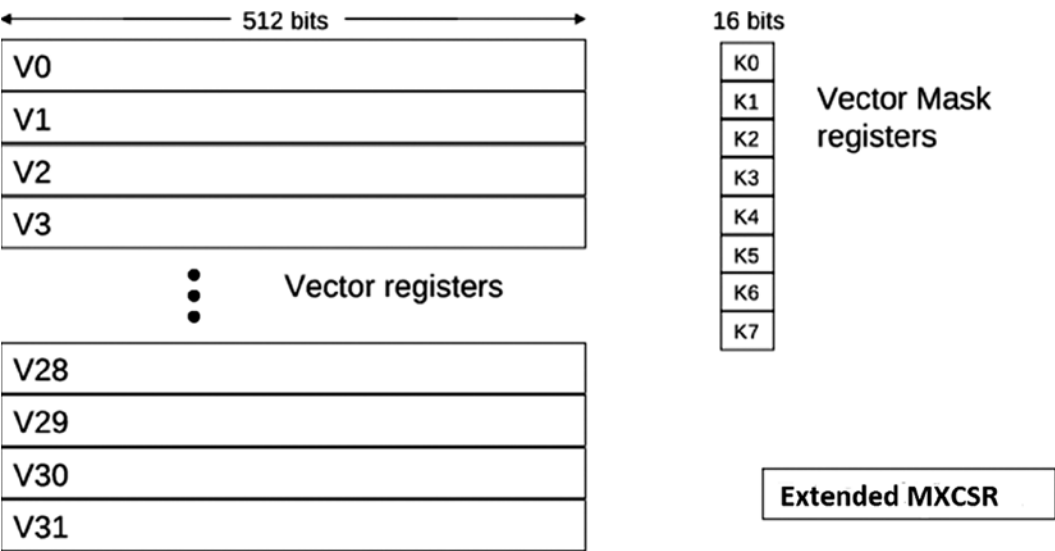 512 bits
V0
V1
V2
V3
Vector registers
V28
V29
V30
V31
16 bits
K0
K1
K2
K3
K4
K5
K6
K7
Vector Mask
registers
Extended MXCSR